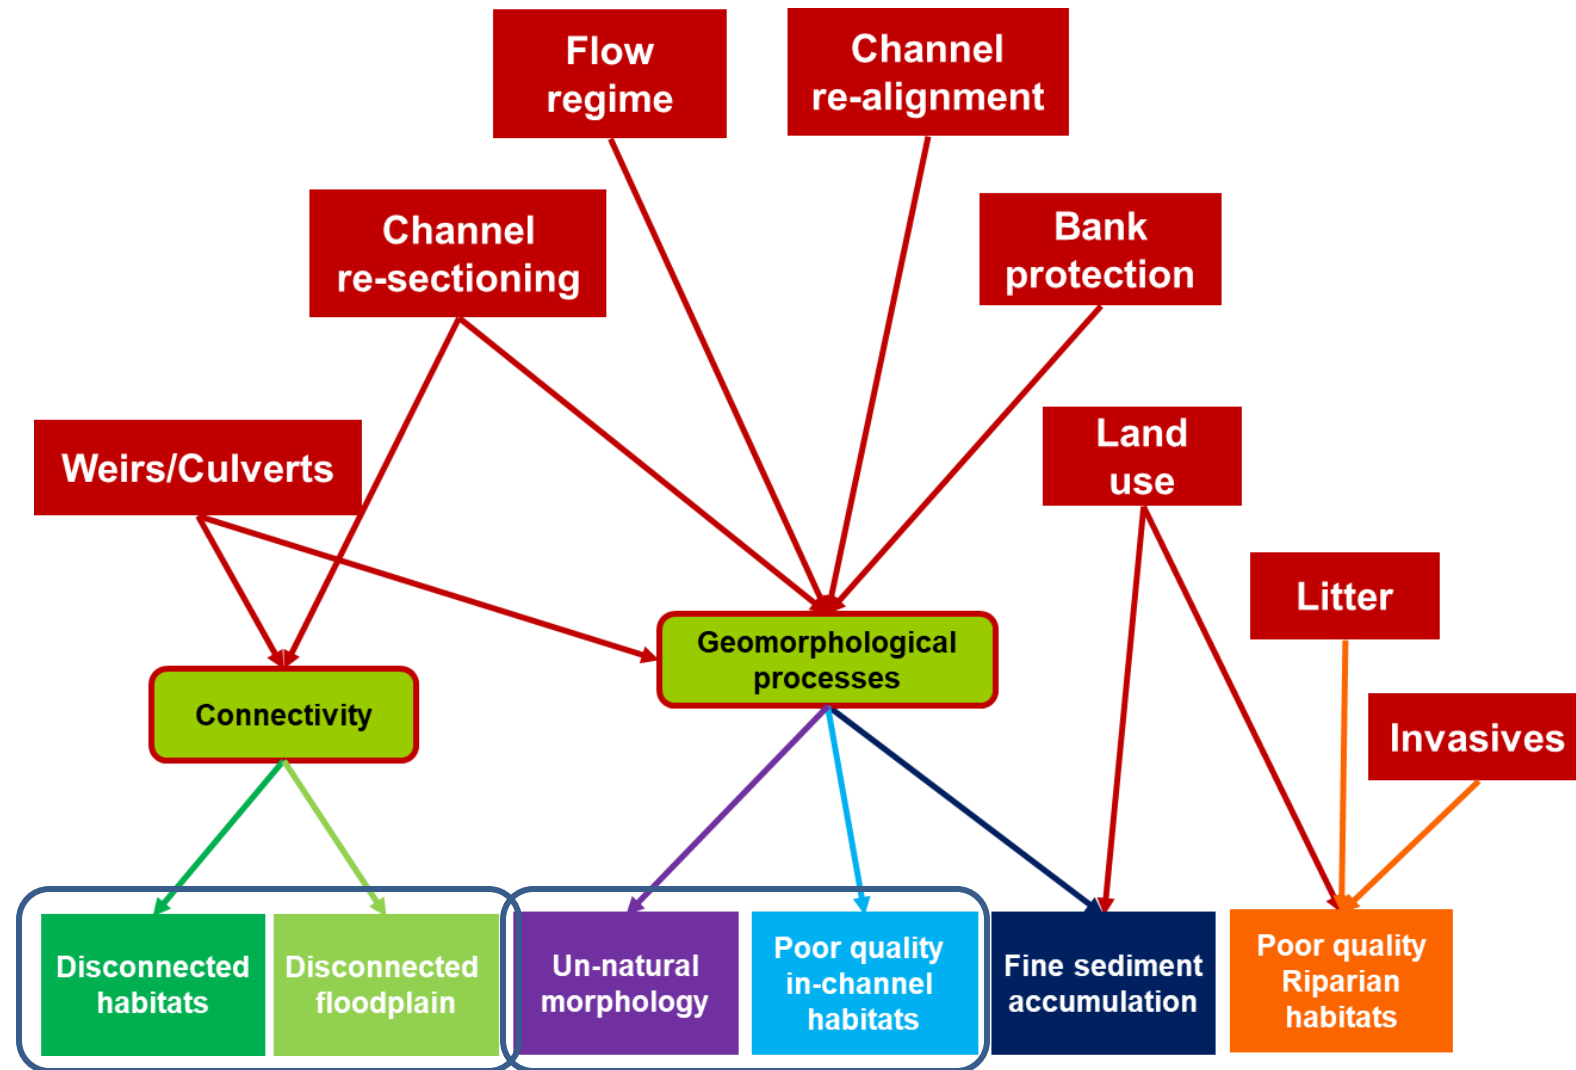 Flow
regime
Channel
re-alignment
Channel
re-sectioning
Bank
protection
Weirs/Culverts
Land
use
Litter
Geomorphological
processes
Connectivity
Invasives
Disconnected
habitats
Disconnected
floodplain
Un-natural
morphology
Poor quality
in-channel
habitats
Fine sediment
accumulation
Poor quality
Riparian
habitats